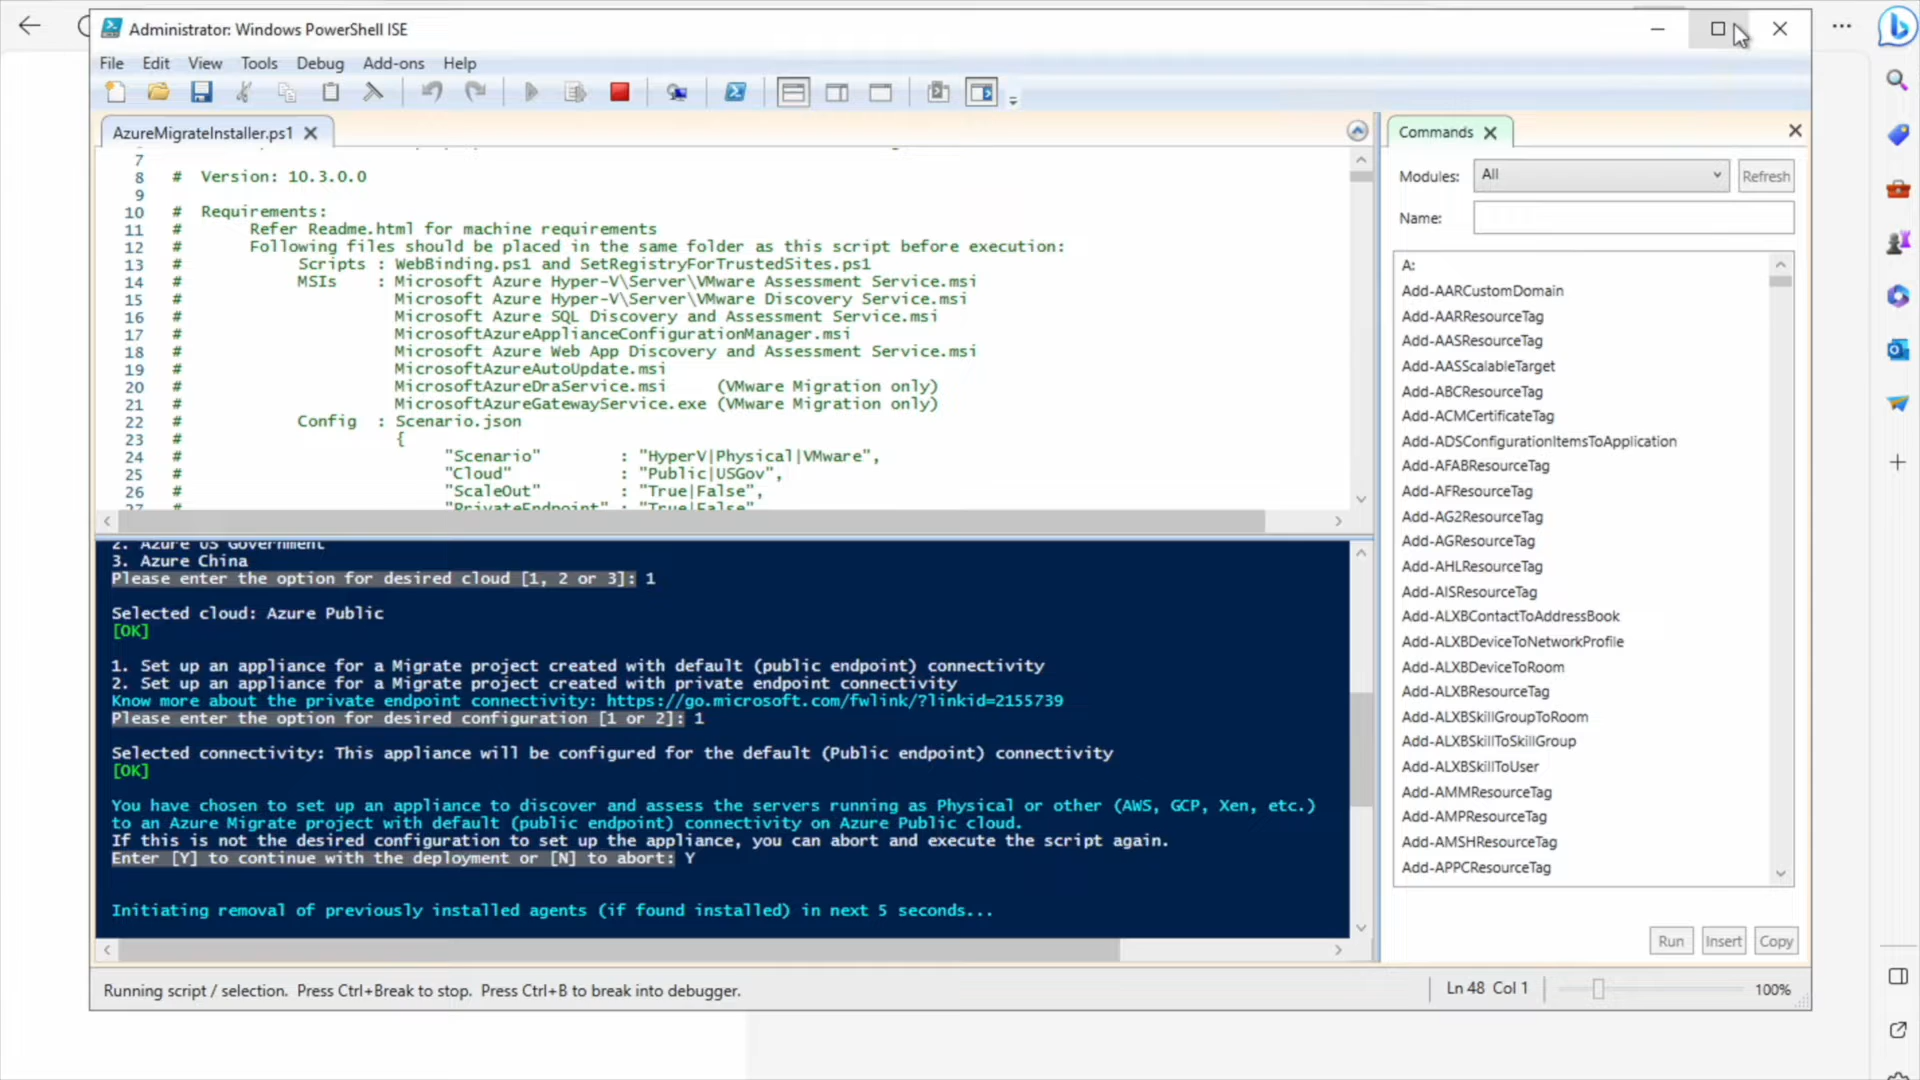 Administrator: Windows PowerShell ISE
File Edit View Tools Debug Add-ons Help
AzureMigrateInstaller.ps1
7
8 # Version: 10.3.0.0
9
10 # Requirements:
11 # Refer Readme.html for machine requirements
12 # Following files should be placed in the same folder as this script before execution:
13 # Scripts : WebBinding.ps1 and SetRegistryForTrustedSites.ps1
14 # MSIs : Microsoft Azure Hyper-V\Server\VMware Assessment Service.msi
15 # Microsoft Azure Hyper-V\Server\VMware Discovery Service.msi
16 # Microsoft Azure SQL Discovery and Assessment Service.msi
17 # MicrosoftAzureApplianceConfigurationManager.msi
18 # Microsoft Azure Web App Discovery and Assessment Service.msi
19 # MicrosoftAzureAutoUpdate.msi
20 # MicrosoftAzureDraService.msi (VMware Migration only)
21 # MicrosoftAzureGatewayService.exe (VMware Migration only)
22 # Config : Scenario.json
23 # {
24 # "Scenario" : "HyperV|Physical|VMware",
25 # "Cloud" : "Public|USGov",
26 # "ScaleOut" : "True|False",
27 # "PrivateEndpoint" : "True|False"
2. Azure US Government
3. Azure China
Please enter the option for desired cloud [1, 2 or 3]: 1
Selected cloud: Azure Public
[OK]
1. Set up an appliance for a Migrate project created with default (public endpoint) connectivity
2. Set up an appliance for a Migrate project created with private endpoint connectivity
Know more about the private endpoint connectivity: https://go.microsoft.com/fwlink/?linkid=2155739
Please enter the option for desired configuration [1 or 2]: 1
Selected connectivity: This appliance will be configured for the default (Public endpoint) connectivity
[OK]
You have chosen to set up an appliance to discover and assess the servers running as Physical or other (AWS, GCP, Xen, etc.)
to an Azure Migrate project with default (public endpoint) connectivity on Azure Public cloud.
If this is not the desired configuration to set up the appliance, you can abort and execute the script again.
Enter [Y] to continue with the deployment or [N] to abort: Y
Initiating removal of previously installed agents (if found installed) in next 5 seconds...
Commands
Modules: All Refresh
Name:
A:
Add-AARCustomDomain
Add-AARResourceTag
Add-AASResourceTag
Add-AASScalableTarget
Add-ABCResourceTag
Add-ACMCertificateTag
Add-ADSConfigurationItemsToApplication
Add-AFABResourceTag
Add-AFResourceTag
Add-AG2ResourceTag
Add-AGResourceTag
Add-AHLResourceTag
Add-AISResourceTag
Add-ALXBContactToAddressBook
Add-ALXBDeviceToNetworkProfile
Add-ALXBDeviceToRoom
Add-ALXBResourceTag
Add-ALXBSkillGroupToRoom
Add-ALXBSkillToSkillGroup
Add-ALXBSkillToUser
Add-AMMResourceTag
Add-AMPResourceTag
Add-AMSHResourceTag
Add-APPCResourceTag
Run Insert Copy
Running script / selection. Press Ctrl+Break to stop. Press Ctrl+B to break into debugger.
Ln 48 Col 1
100%